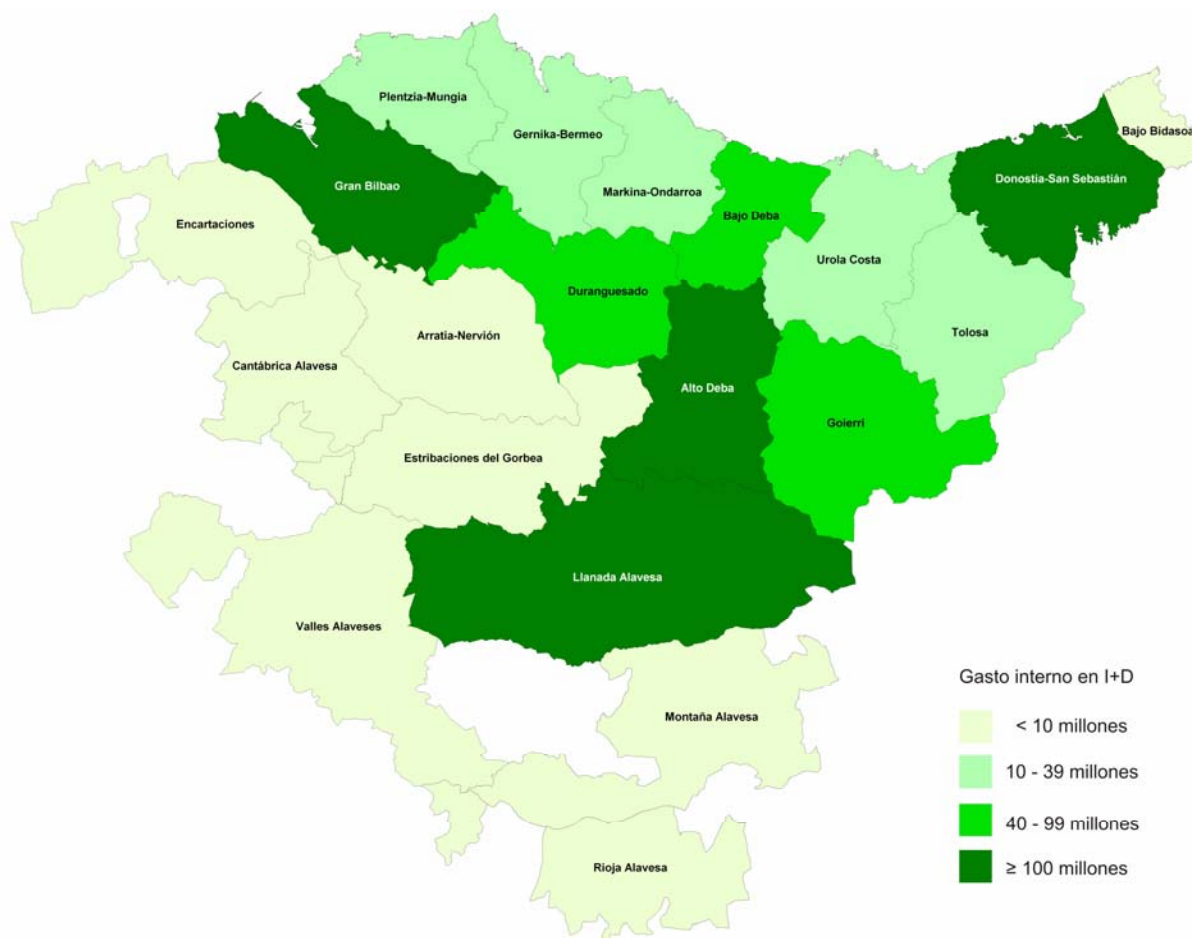 Plentzia-Mungia
Gernika-Bermeo
Bajo Bidasoa
Gran Bilbao
Markina-Ondarroa
Donostia-San Sebastián
Bajo Deba
Encartaciones
Urola Costa
Duranguesado
Arratia-Nervión
Tolosa
Cantábrica Alavesa
Alto Deba
Goierri
Estribaciones del Gorbea
Llanada Alavesa
Valles Alaveses
Montaña Alavesa
Rioja Alavesa
Gasto interno en I+D
< 10 millones
10 - 39 millones
40 - 99 millones
≥ 100 millones